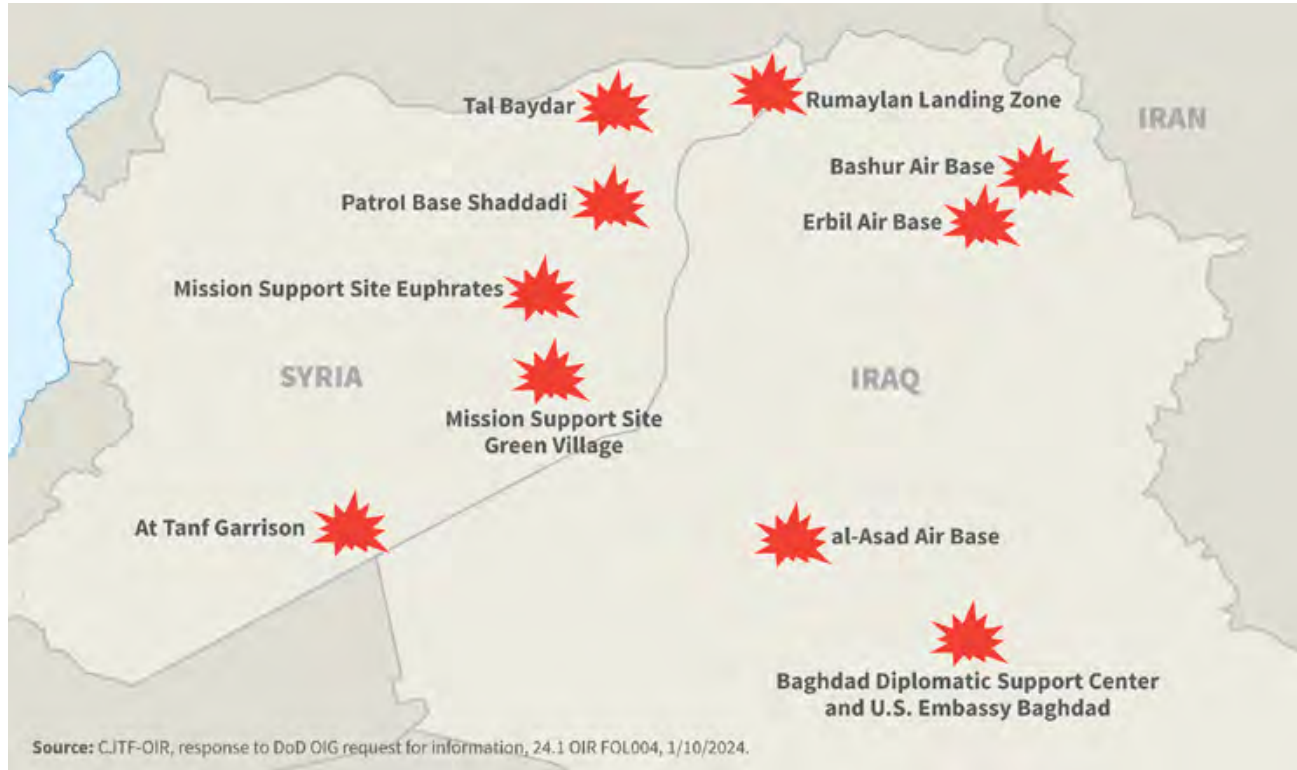 Tal Baydar
Rumaylan Landing Zone
IRAN
Bashur Air Base
Patrol Base Shaddadi
Erbil Air Base
Mission Support Site Euphrates
SYRIA
IRAQ
Mission Support Site
Green Village
At Tanf Garrison
al-Asad Air Base
Baghdad Diplomatic Support Center
and U.S. Embassy Baghdad
Source: CJTF-OIR, response to DoD OIG request for information, 24.1 OIR FOL004, 1/10/2024.